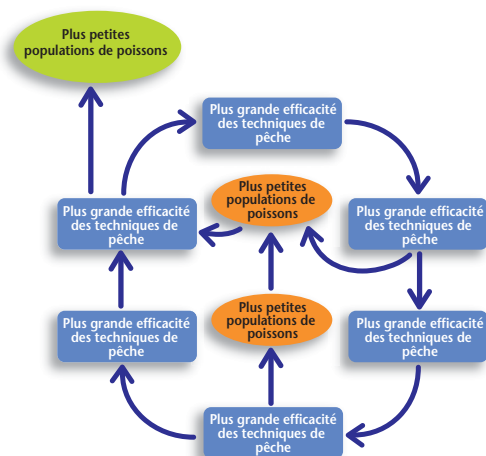 Plus petites
populations de poissons
Plus grande efficacité
des techniques de
pêche
Plus petites
populations de
poissons
Plus grande efficacité
des techniques de
pêche
Plus grande efficacité
des techniques de
pêche
Plus grande efficacité
des techniques de
pêche
Plus petites
populations de
poissons
Plus grande efficacité
des techniques de
pêche
Plus grande efficacité
des techniques de
pêche